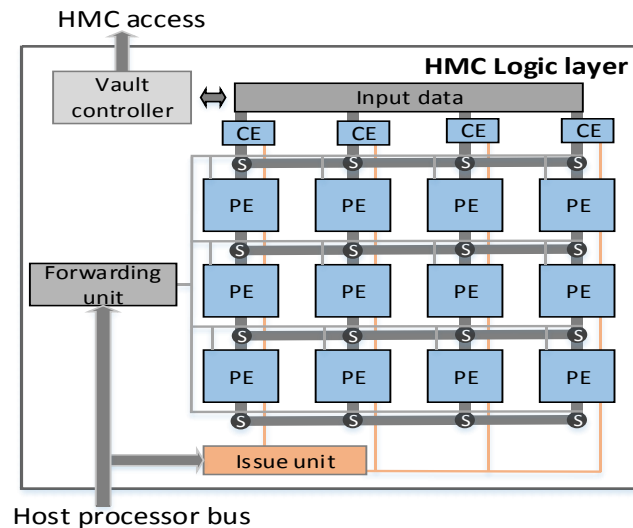 HMC access
HMC Logic layer
Vault
controller
Input data
CE CE CE CE
S S S S
PE PE PE PE
S S S S
Forwarding
unit
PE PE PE PE
S S S S
PE PE PE PE
S S S S
Issue unit
Host processor bus